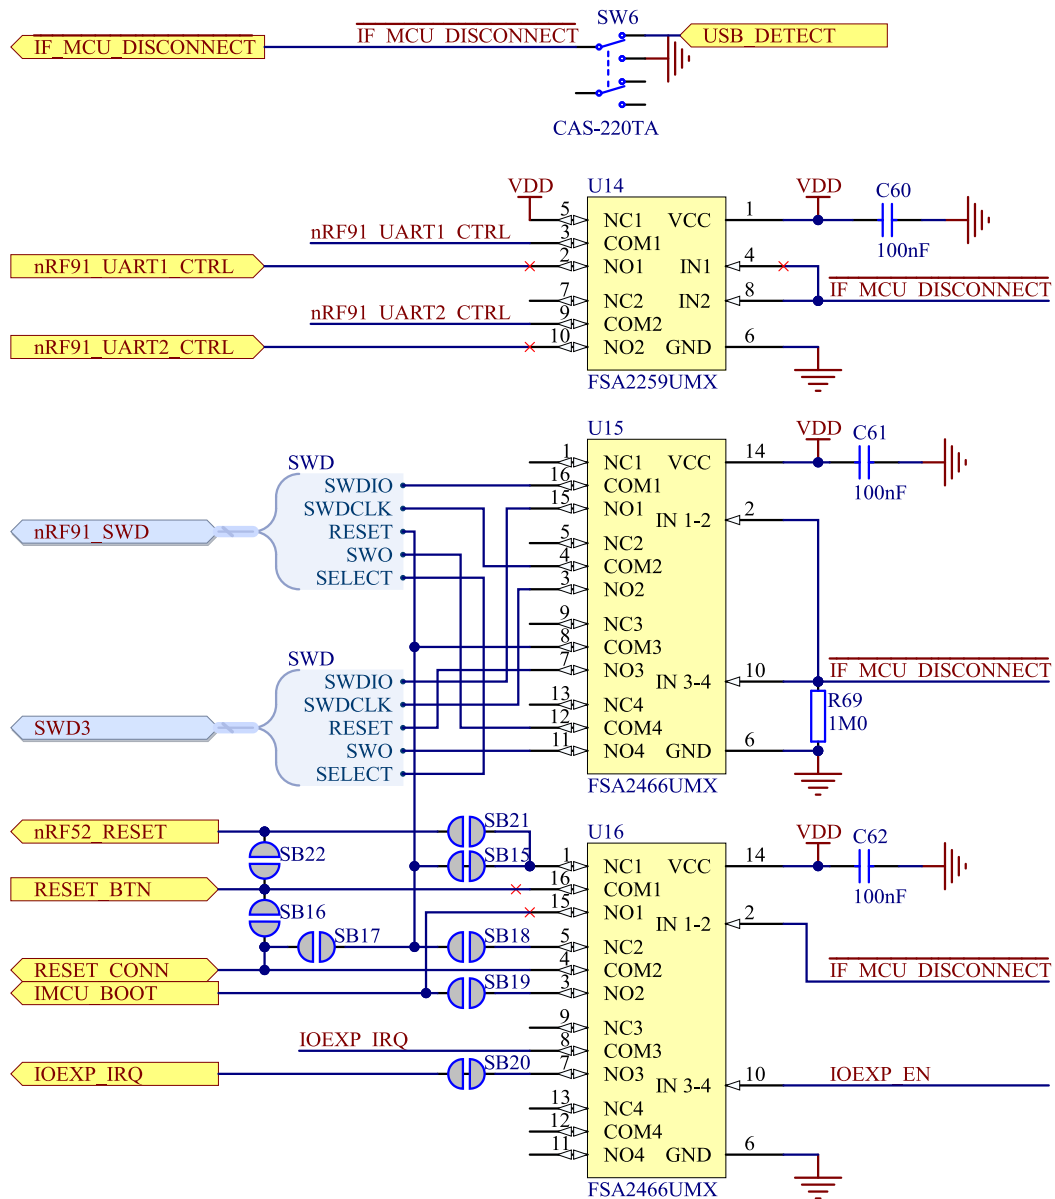 SW6
IF_MCU_DISCONNECT IF_MCU_DISCONNECT USB_DETECT
CAS-220TA
VDD U14 VDD C60
5 NC1 VCC 1
100nF
nRF91_UART1_CTRL 3 COM1
nRF91_UART1_CTRL 2 NO1 IN1 4
7 NC2 IN2 8 IF_MCU_DISCONNECT
nRF91_UART2_CTRL 9 COM2
nRF91_UART2_CTRL 10 NO2 GND 6
FSA2259UMX
U15 VDD C61
SWD 1 NC1 VCC 14
SWDIO 16 COM1 100nF
SWDCLK 15 NO1 IN 1-2 2
nRF91_SWD RESET 5 NC2
SWO 4 COM2
SELECT 3 NO2
9 NC3
8 COM3
SWD 7 NO3 IF_MCU_DISCONNECT
SWDIO IN 3-4 10
SWDCLK 13 NC4 R69
SWD3 RESET 12 COM4 1M0
SWO 11 NO4 GND 6
SELECT
FSA2466UMX
nRF52_RESET SB21 U16 VDD C62
SB22 SB15 1 NC1 VCC 14
RESET_BTN 16 COM1 100nF
SB16 15 NO1 IN 1-2 2
SB17 SB18 5 NC2
RESET_CONN 4 COM2 IF_MCU_DISCONNECT
IMCU_BOOT SB19 3 NO2
9 NC3
IOEXP_IRQ 8 COM3
IOEXP_IRQ SB20 7 NO3 IN 3-4 10 IOEXP_EN
13 NC4
12 COM4
11 NO4 GND 6
FSA2466UMX